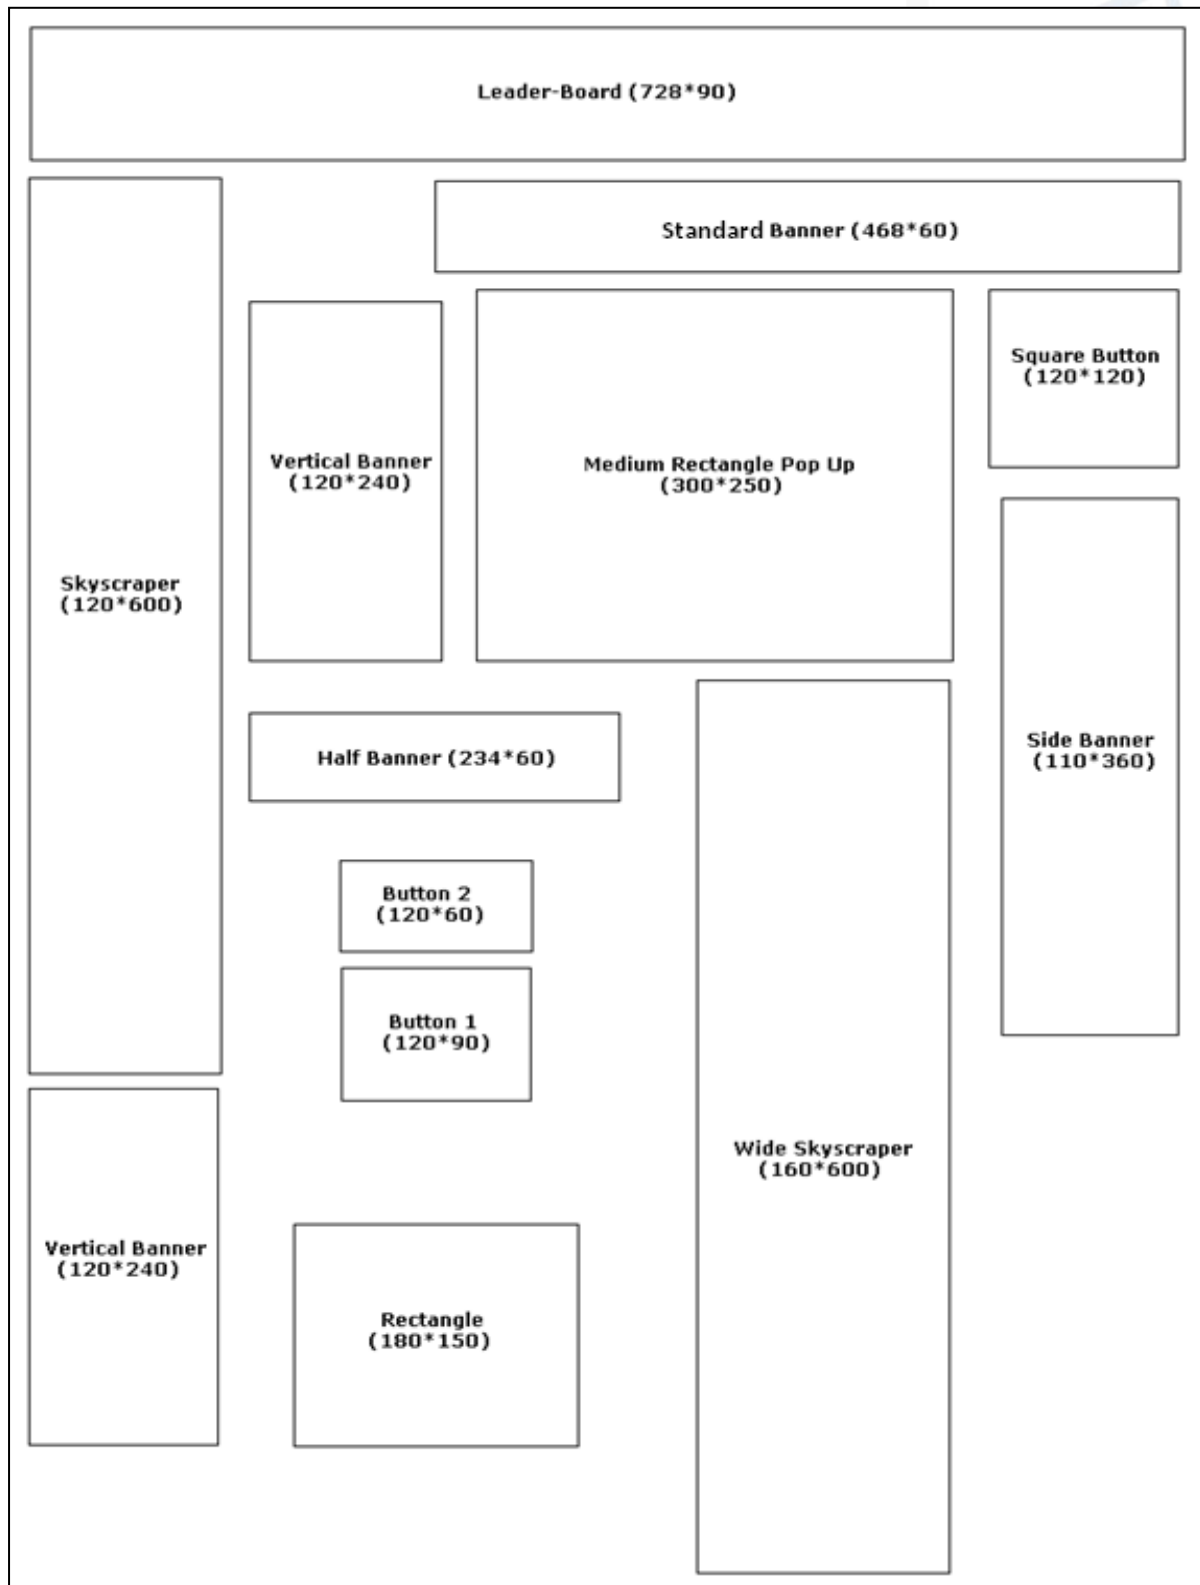 Leader-Board (728*90)
Standard Banner (468*60)
Square Button
(120*120)
Vertical Banner
(120*240)
Medium Rectangle Pop Up
(300*250)
Skyscraper
(120*600)
Side Banner
(110*360)
Half Banner (234*60)
Button 2
(120*60)
Button 1
(120*90)
Wide Skyscraper
(160*600)
Vertical Banner
(120*240)
Rectangle
(180*150)